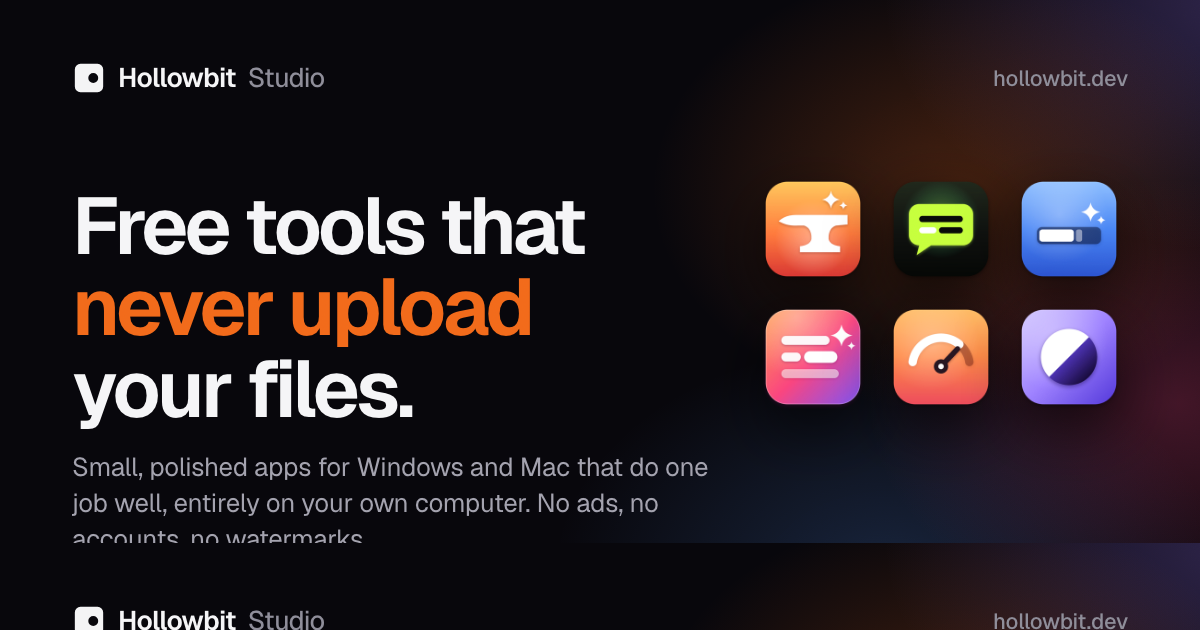 Hollowbit Studio
hollowbit.dev
Free tools that
never upload
your files.
Small, polished apps for Windows and Mac that do one
job well, entirely on your own computer. No ads, no
accounts, no watermarks
Hollowbit Studio
hollowbit.dev